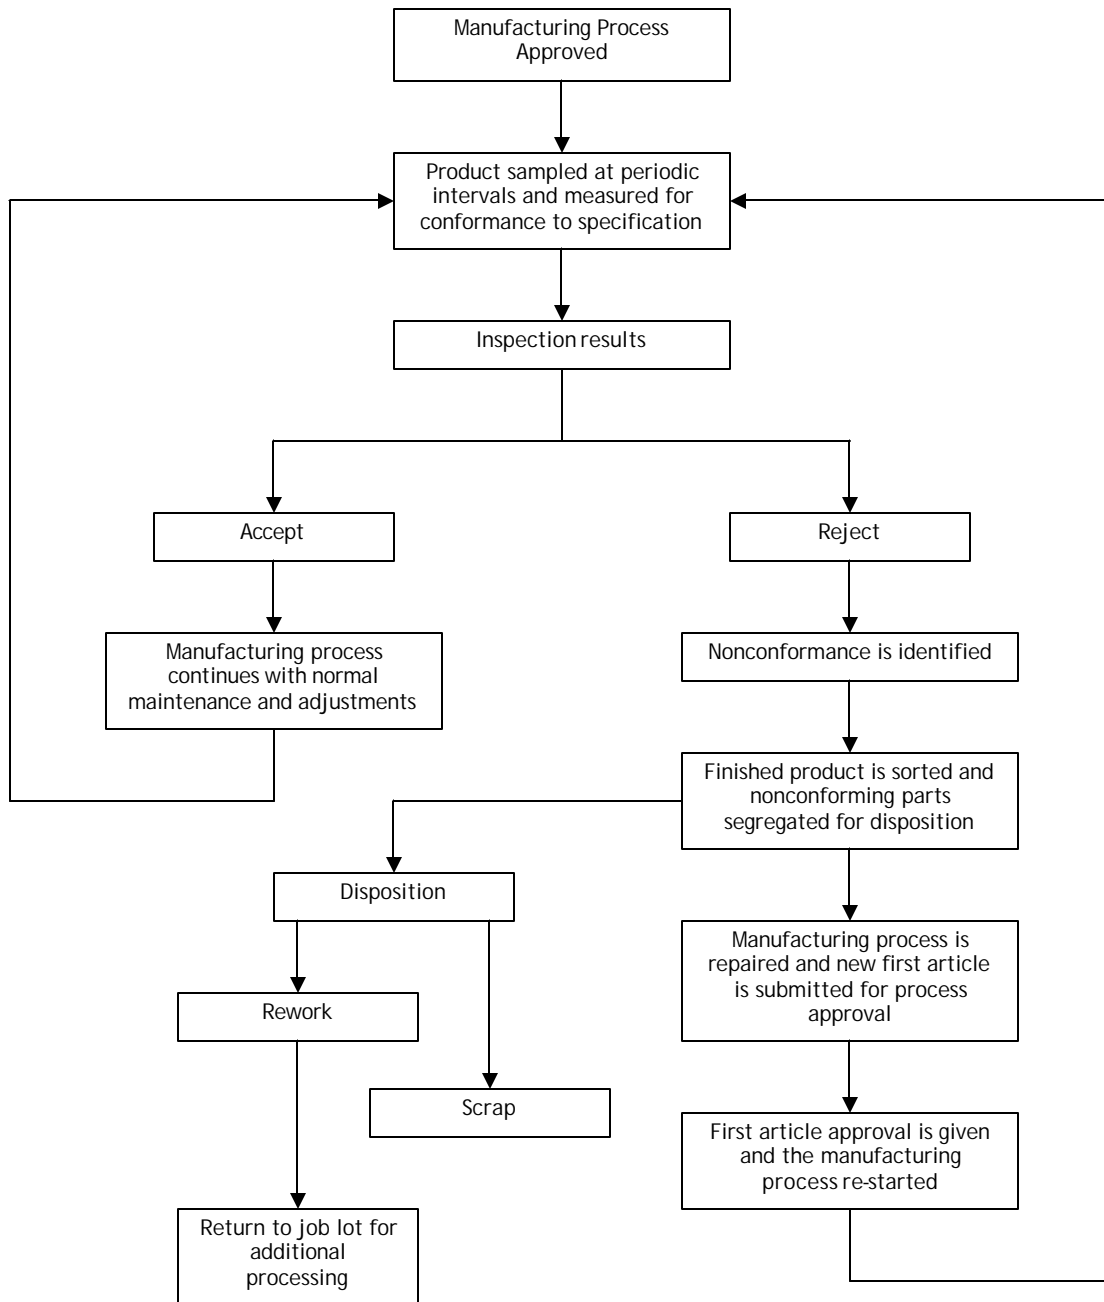 Manufacturing Process
Approved
Product sampled at periodic
intervals and measured for
conformance to specification
Inspection results
Accept
Reject
Manufacturing process
continues with normal
maintenance and adjustments
Nonconformance is identified
Finished product is sorted and
nonconforming parts
segregated for disposition
Disposition
Manufacturing process is
repaired and new first article
is submitted for process
approval
Rework
Scrap
First article approval is given
and the manufacturing
process re-started
Return to job lot for
additional
processing